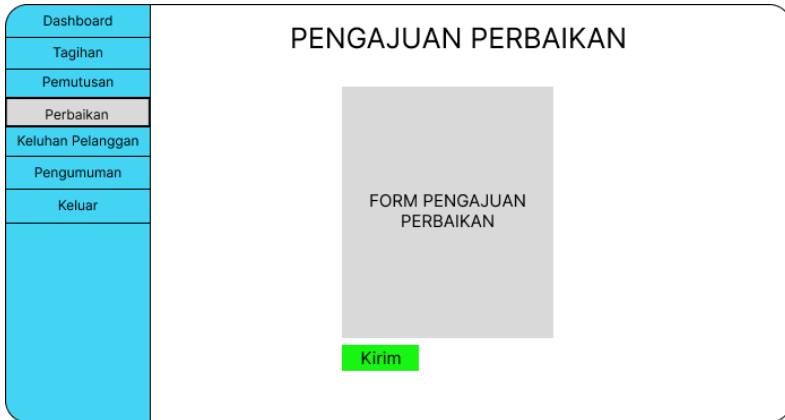 Dashboard
Tagihan
Pemutusan
Perbaikan
Keluhan Pelanggan
Pengumuman
Keluar
PENGAJUAN PERBAIKAN
FORM PENGAJUAN
PERBAIKAN
Kirim